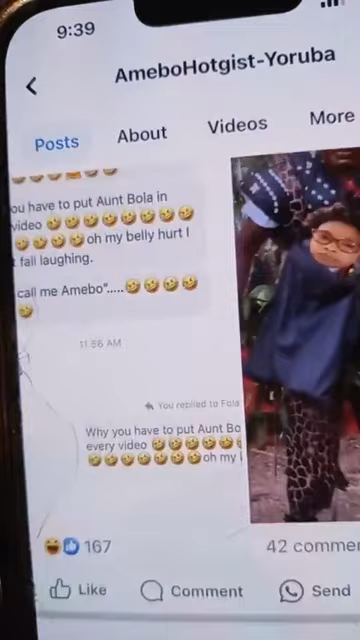 9:39
AmeboHotgist-Yoruba
Posts
About
Videos
More
ou have to put Aunt Bola in
video 🤣🤣🤣🤣🤣🤣🤣🤣
🤣🤣🤣🤣oh my belly hurt I
fall laughing.
call me Amebo".....🤣🤣🤣🤣
🤣
11:56 AM
You replied to Fola
Why you have to put Aunt Bo
every video 🤣🤣🤣🤣🤣🤣
🤣🤣🤣🤣🤣🤣🤣oh my
167
42 commen
Like
Comment
Send